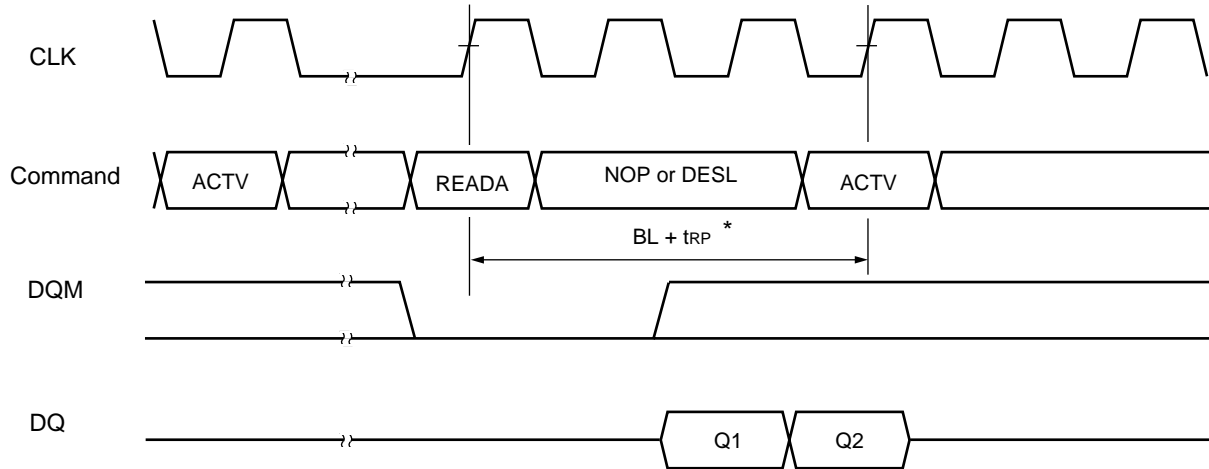 CLK
Command
ACTV
READA
NOP or DESL
ACTV
BL + tRP *
DQM
DQ
Q1
Q2